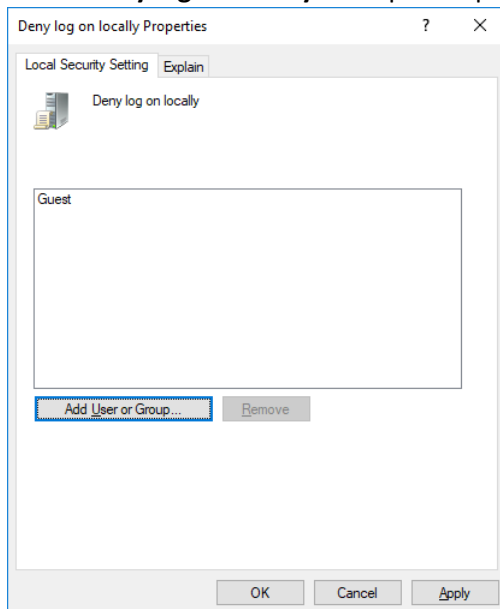 Deny log on locally Properties ? ×
Local Security Setting Explain
Deny log on locally
Guest
Add User or Group... Remove
OK Cancel Apply